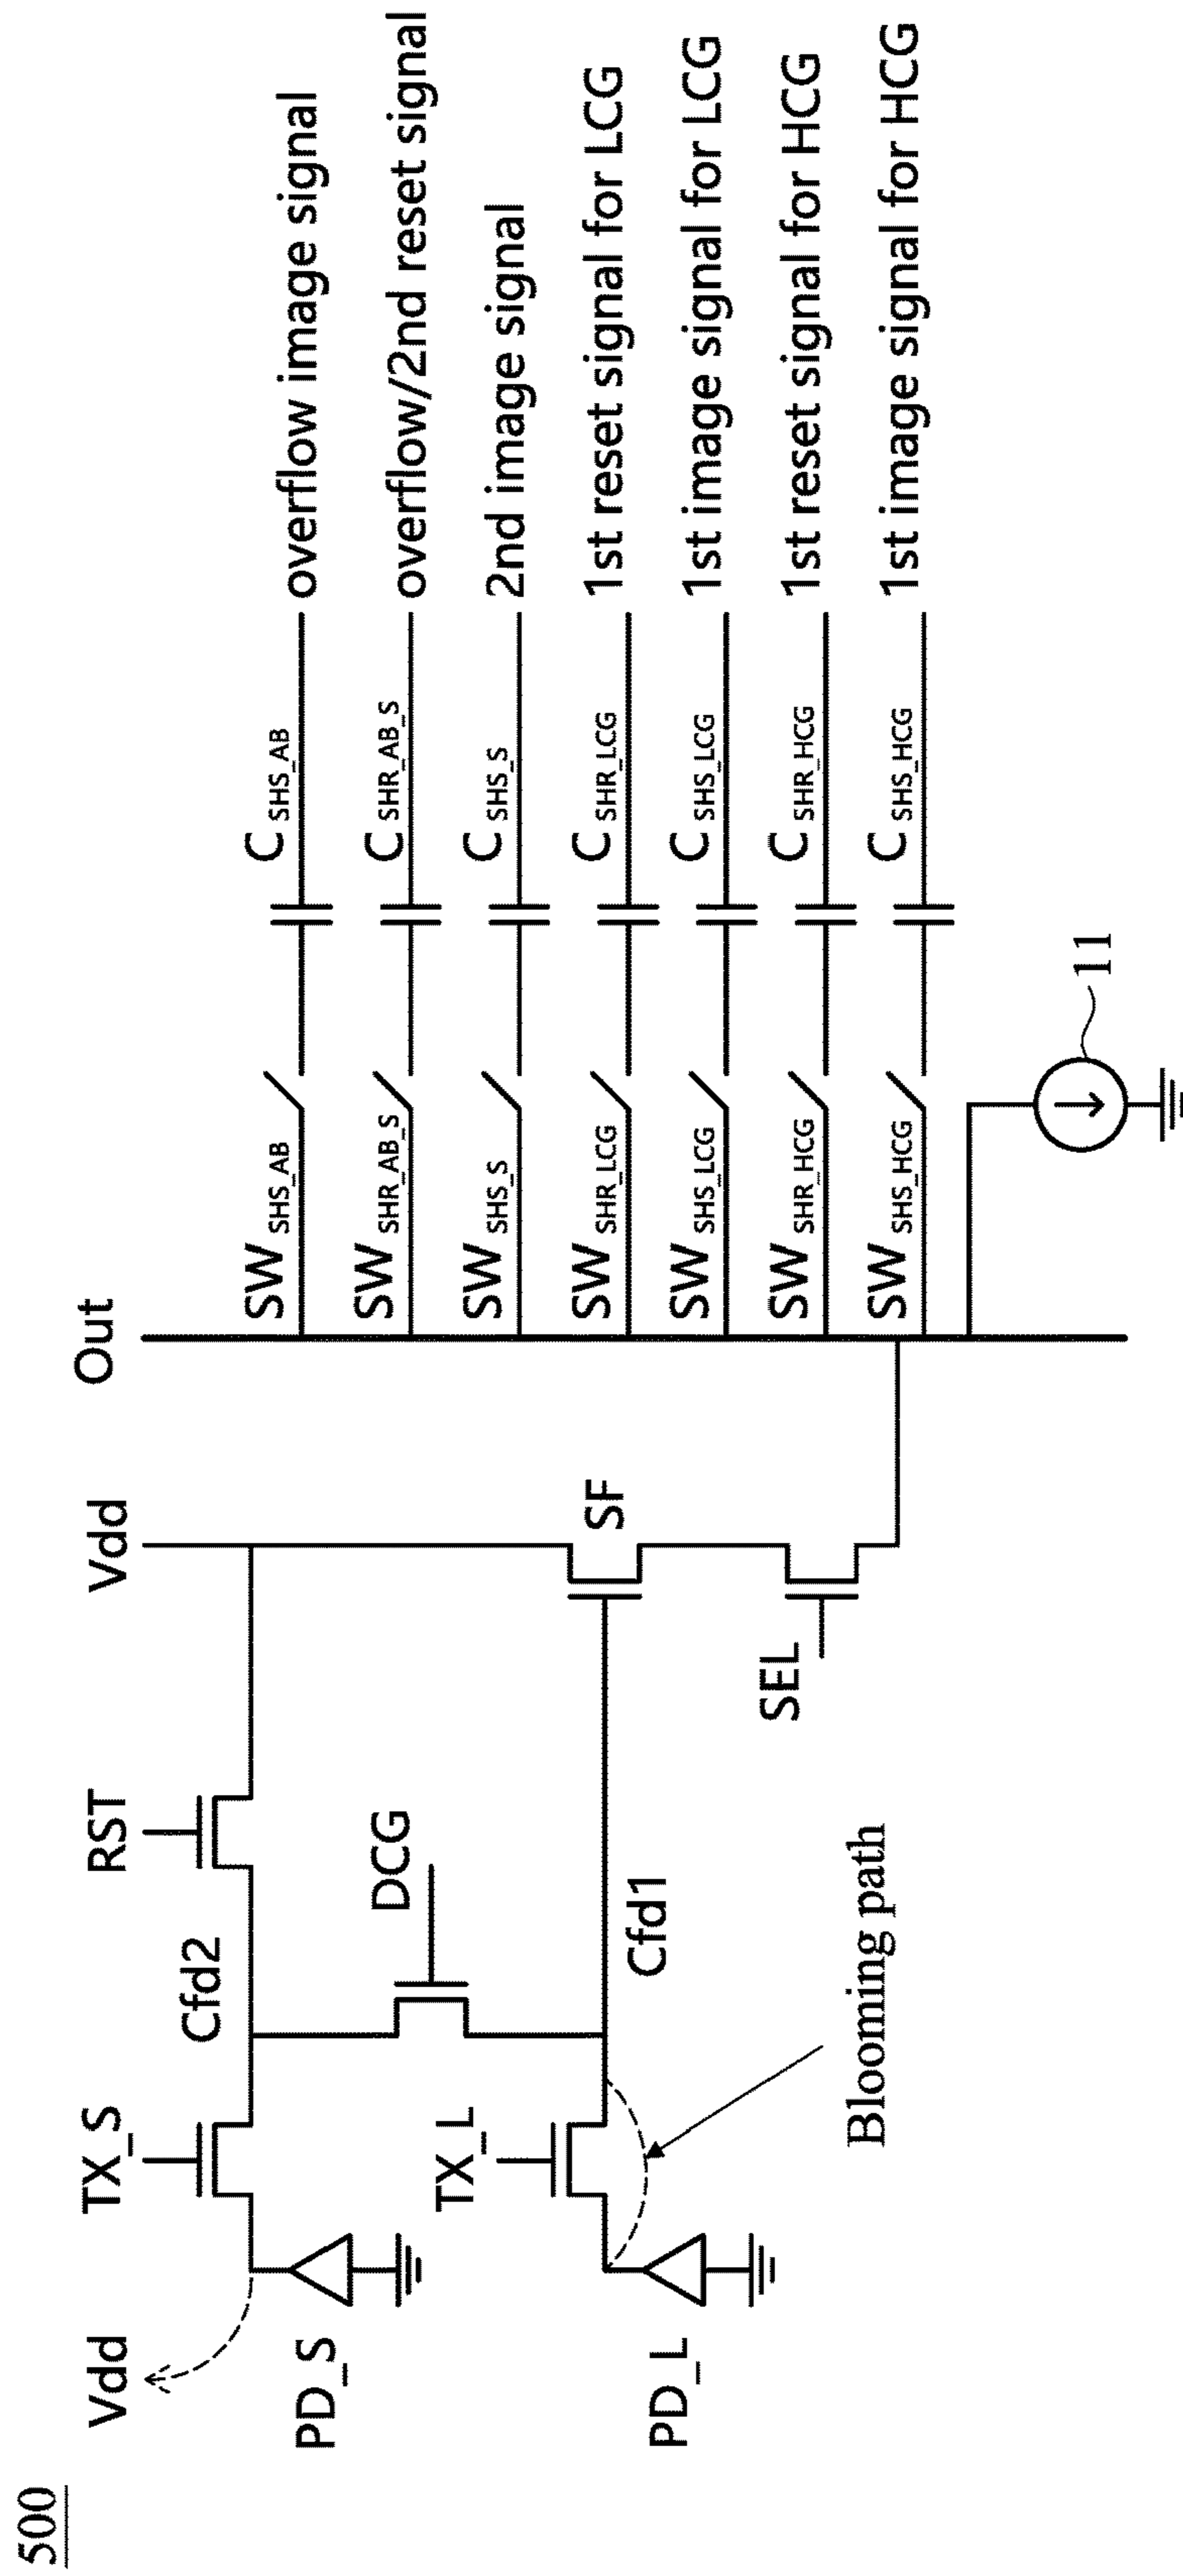 500
Vdd
TX_S
Cfd2
RST
Vdd
Out
PD_S
DCG
TX_L
PD_L
Cfd1
SF
SEL
Blooming path
SW SHS_AB
C SHS_AB
overflow image signal
SW SHR_AB_S
C SHR_AB_S
overflow/2nd reset signal
SW SHS_S
C SHS_S
2nd image signal
SW SHR_LCG
C SHR_LCG
1st reset signal for LCG
SW SHS_LCG
C SHS_LCG
1st image signal for LCG
SW SHR_HCG
C SHR_HCG
1st reset signal for HCG
SW SHS_HCG
C SHS_HCG
1st image signal for HCG
11